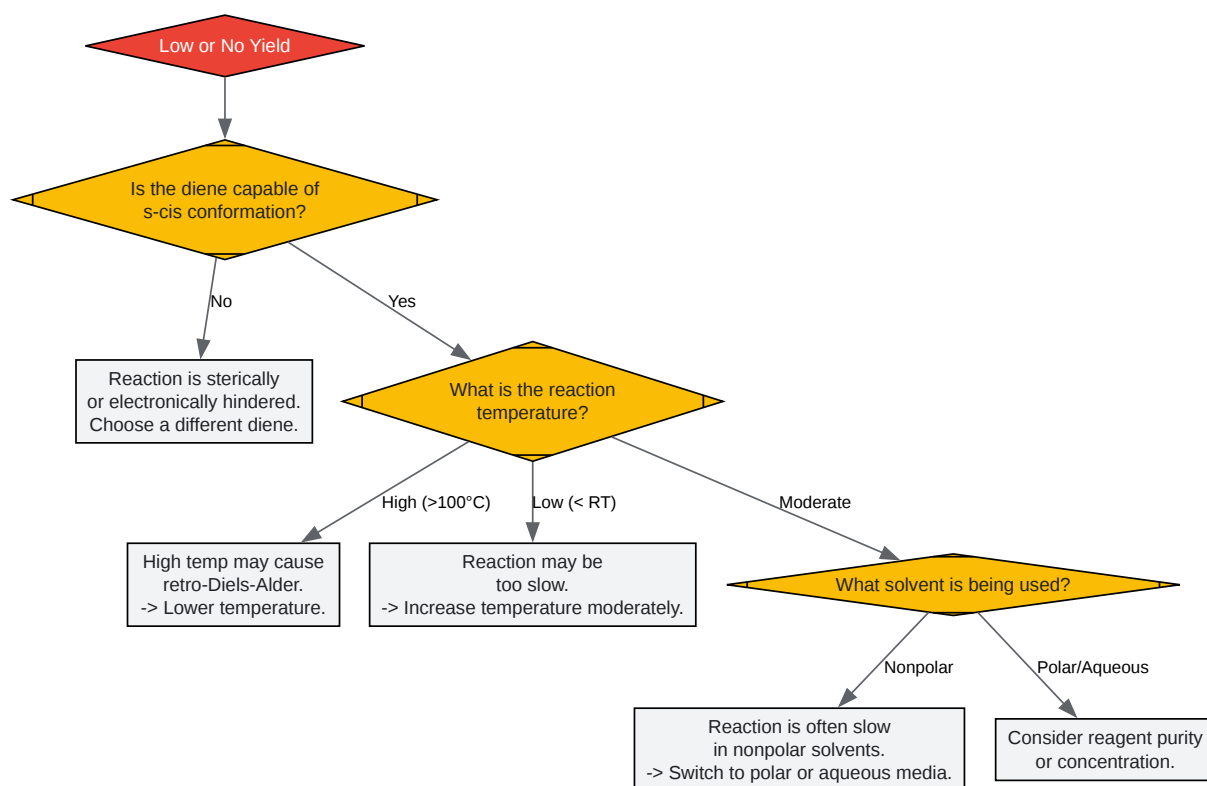 Low or No Yield
Is the diene capable of
s-cis conformation?
No
Yes
Reaction is sterically
or electronically hindered.
Choose a different diene.
What is the reaction
temperature?
High (>100°C)
Low (< RT)
Moderate
High temp may cause
retro-Diels-Alder.
-> Lower temperature.
Reaction may be
too slow.
-> Increase temperature moderately.
What solvent is being used?
Nonpolar
Polar/Aqueous
Reaction is often slow
in nonpolar solvents.
-> Switch to polar or aqueous media.
Consider reagent purity
or concentration.